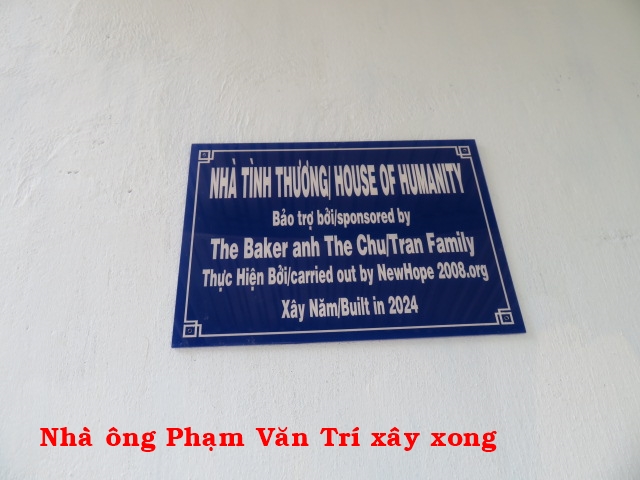 NHÀ TÌNH THƯƠNG/ HOUSE OF HUMANITY
Bảo trợ bởi/sponsored by
The Baker anh The Chu/Tran Family
Thực Hiện Bởi/carried out by NewHope 2008.org
Xây Năm/Built in 2024
Nhà ông Phạm Văn Trí xây xong